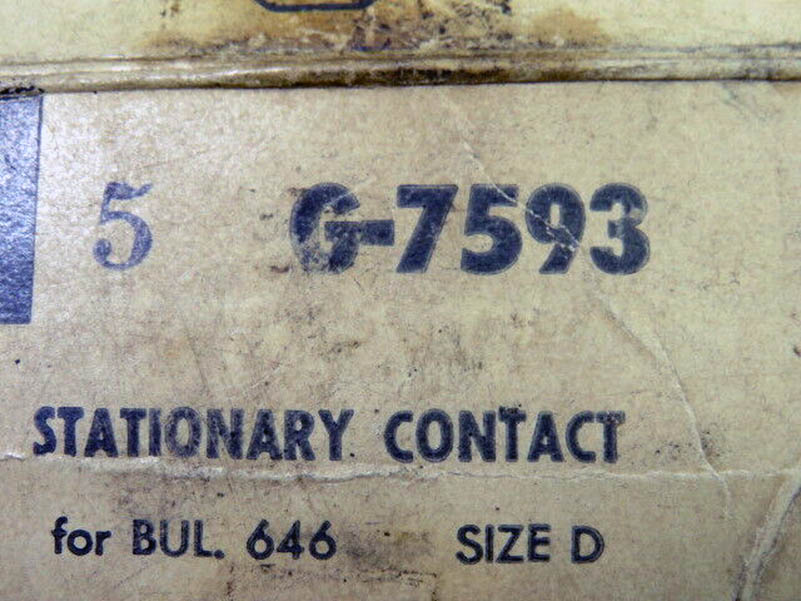 5 G-7593
STATIONARY CONTACT
for BUL. 646 SIZE D